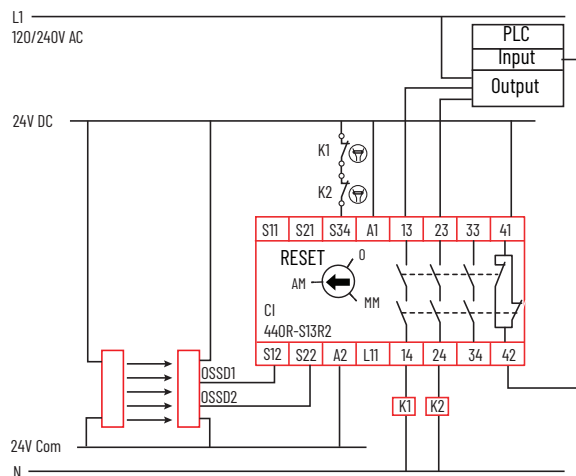 L1
120/240V AC
PLC
Input
Output
24V DC
K1
K2
S11 S21 S34 A1 13 23 33 41
RESET
0
AM
MM
CI
440R-S13R2
S12 S22 A2 L11 14 24 34 42
OSSD1
OSSD2
K1 K2
24V Com
N